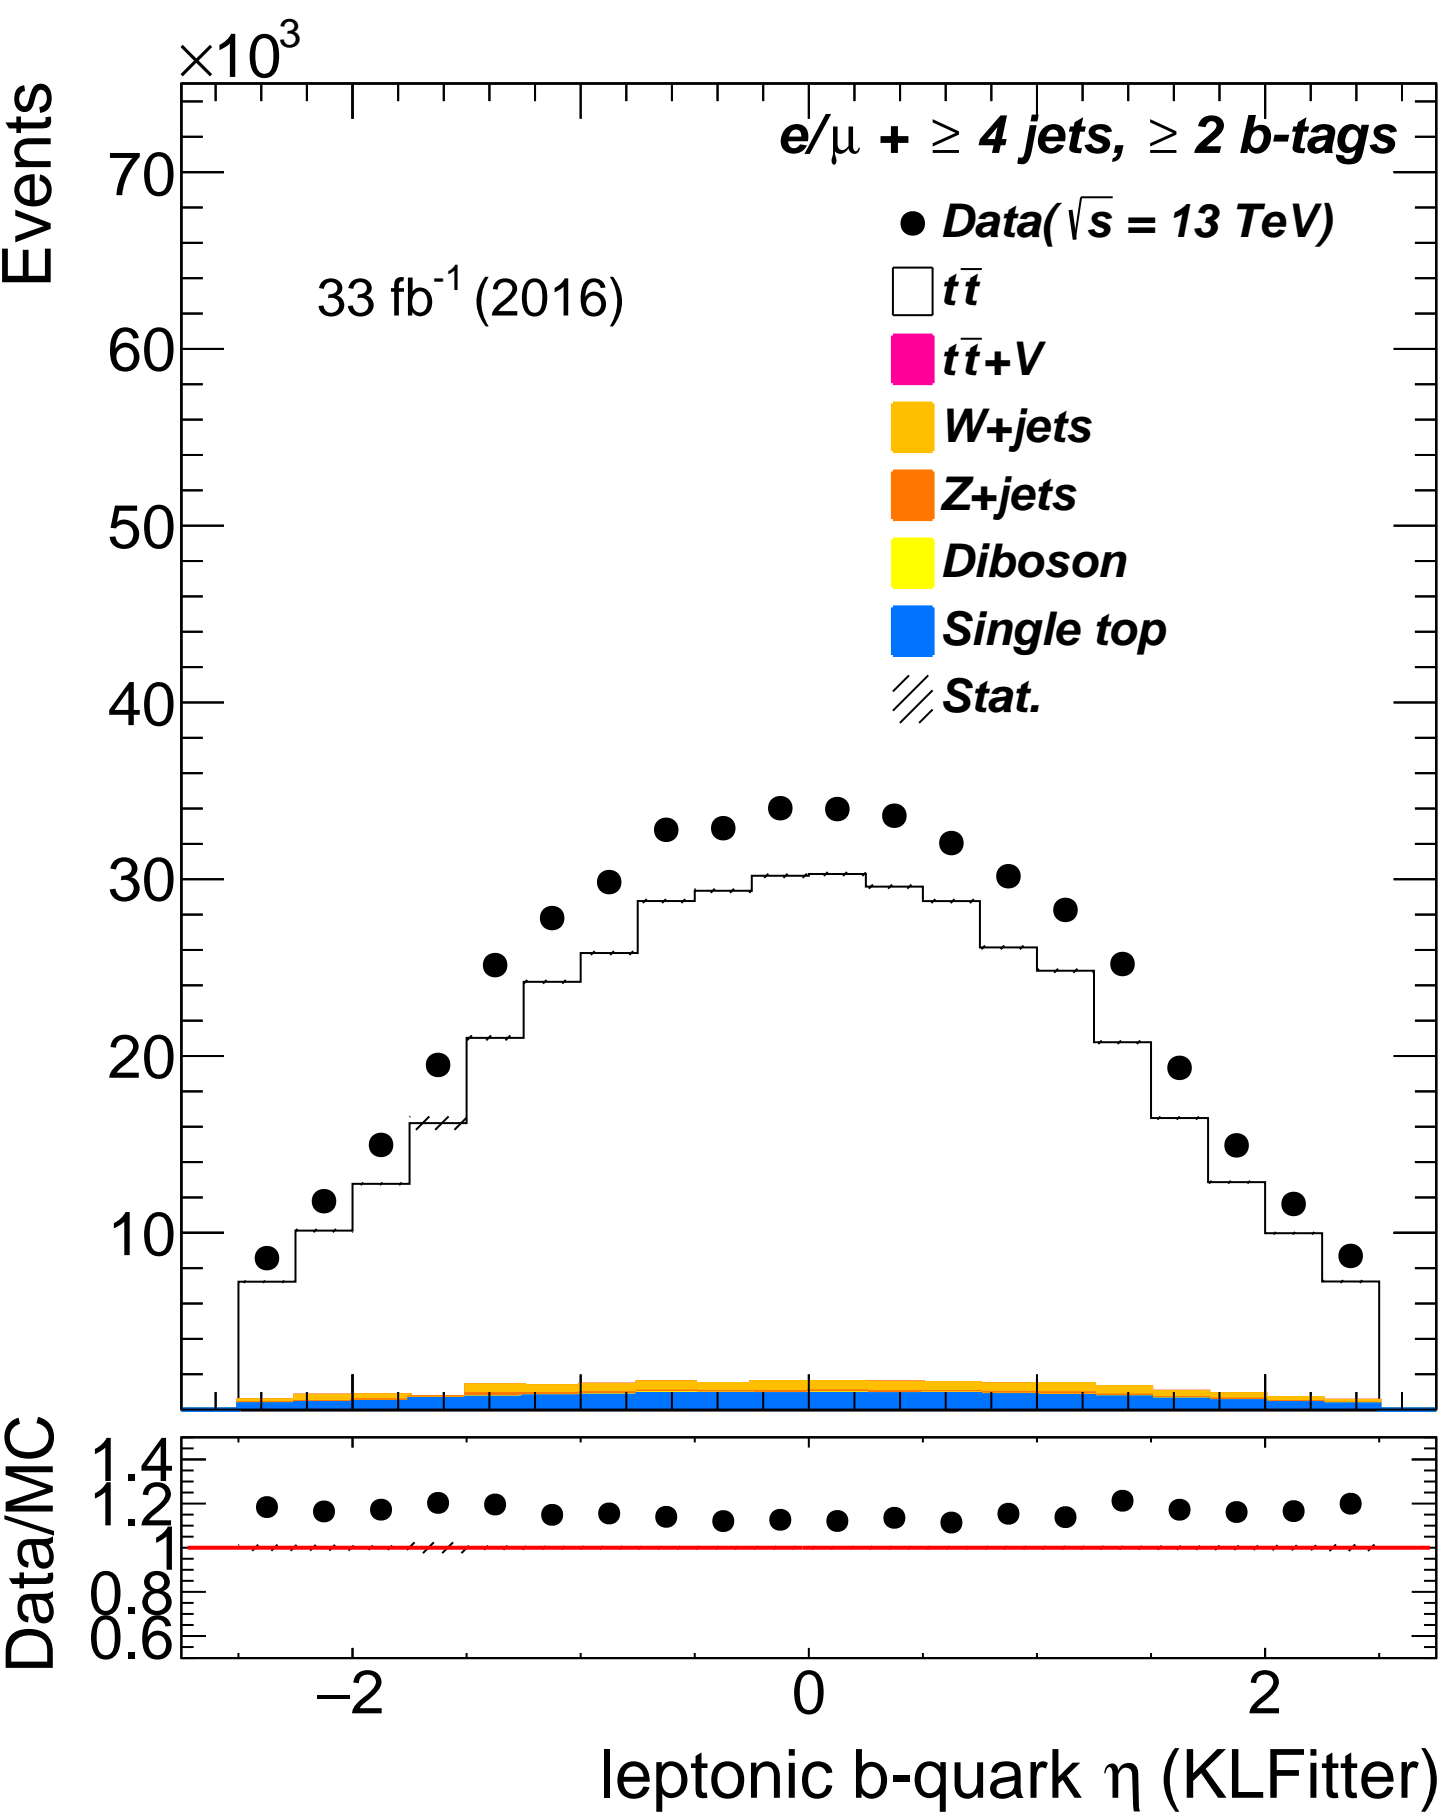 ×10³
Events
70
60
50
40
30
20
10
e/μ + ≥ 4 jets, ≥ 2 b-tags
33 fb⁻¹ (2016)
Data(√s = 13 TeV)
tt̅
tt̅+V
W+jets
Z+jets
Diboson
Single top
Stat.
Data/MC
1.4
1.2
1
0.8
0.6
−2 0 2
leptonic b-quark η (KLFitter)